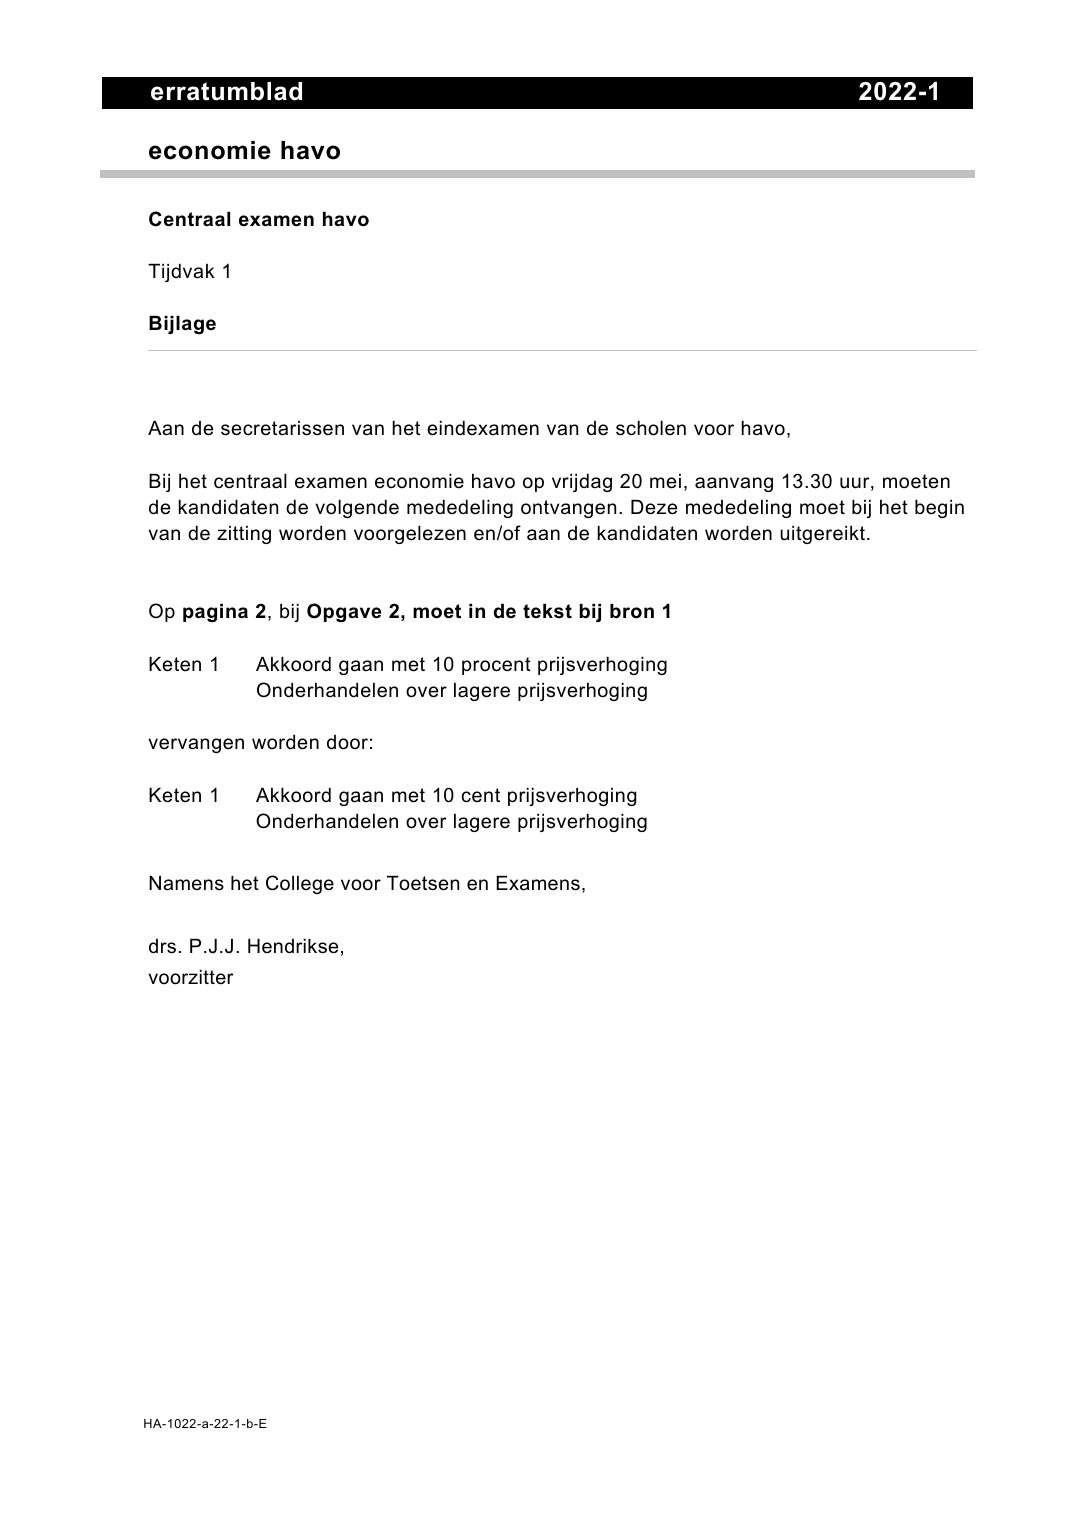 erratumblad 2022-1
economie havo
Centraal examen havo
Tijdvak 1
Bijlage
Aan de secretarissen van het eindexamen van de scholen voor havo,
Bij het centraal examen economie havo op vrijdag 20 mei, aanvang 13.30 uur, moeten
de kandidaten de volgende mededeling ontvangen. Deze mededeling moet bij het begin
van de zitting worden voorgelezen en/of aan de kandidaten worden uitgereikt.
Op pagina 2, bij Opgave 2, moet in de tekst bij bron 1
Keten 1 Akkoord gaan met 10 procent prijsverhoging
Onderhandelen over lagere prijsverhoging
vervangen worden door:
Keten 1 Akkoord gaan met 10 cent prijsverhoging
Onderhandelen over lagere prijsverhoging
Namens het College voor Toetsen en Examens,
drs. P.J.J. Hendrikse,
voorzitter
HA-1022-a-22-1-b-E